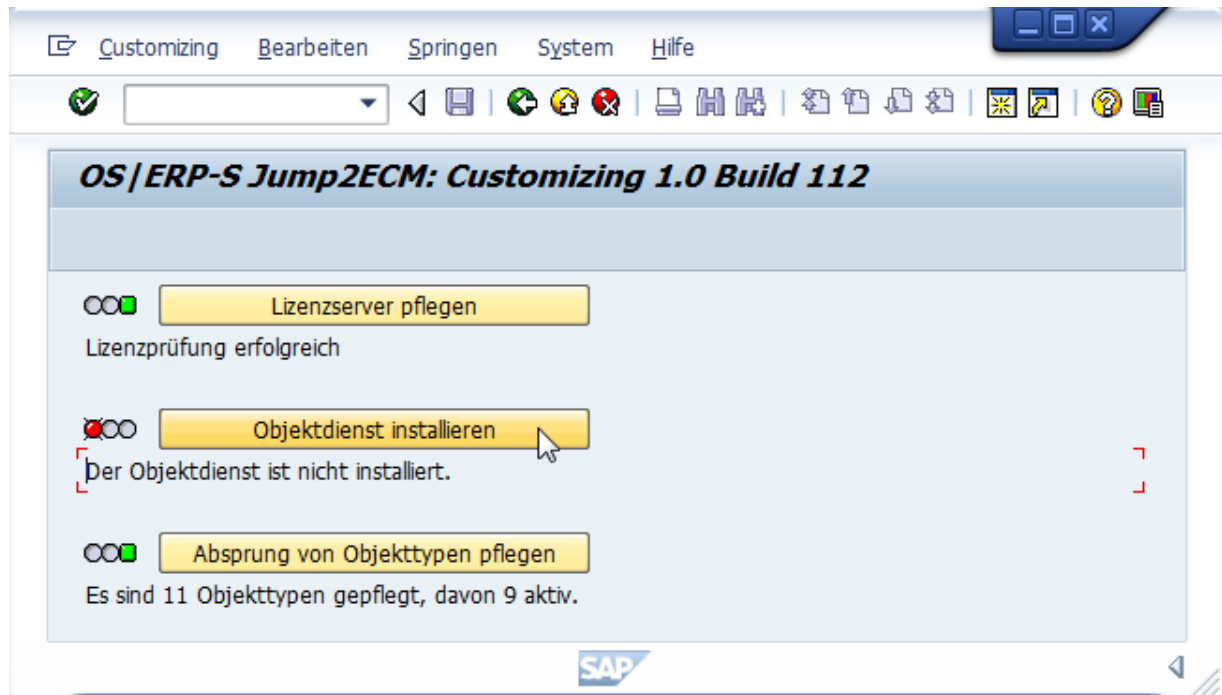 Customizing Bearbeiten Springen System Hilfe
OS|ERP-S Jump2ECM: Customizing 1.0 Build 112
Lizenzserver pflegen
Lizenzprüfung erfolgreich
Objektdienst installieren
Der Objektdienst ist nicht installiert.
Absprung von Objekttypen pflegen
Es sind 11 Objekttypen gepflegt, davon 9 aktiv.
SAP